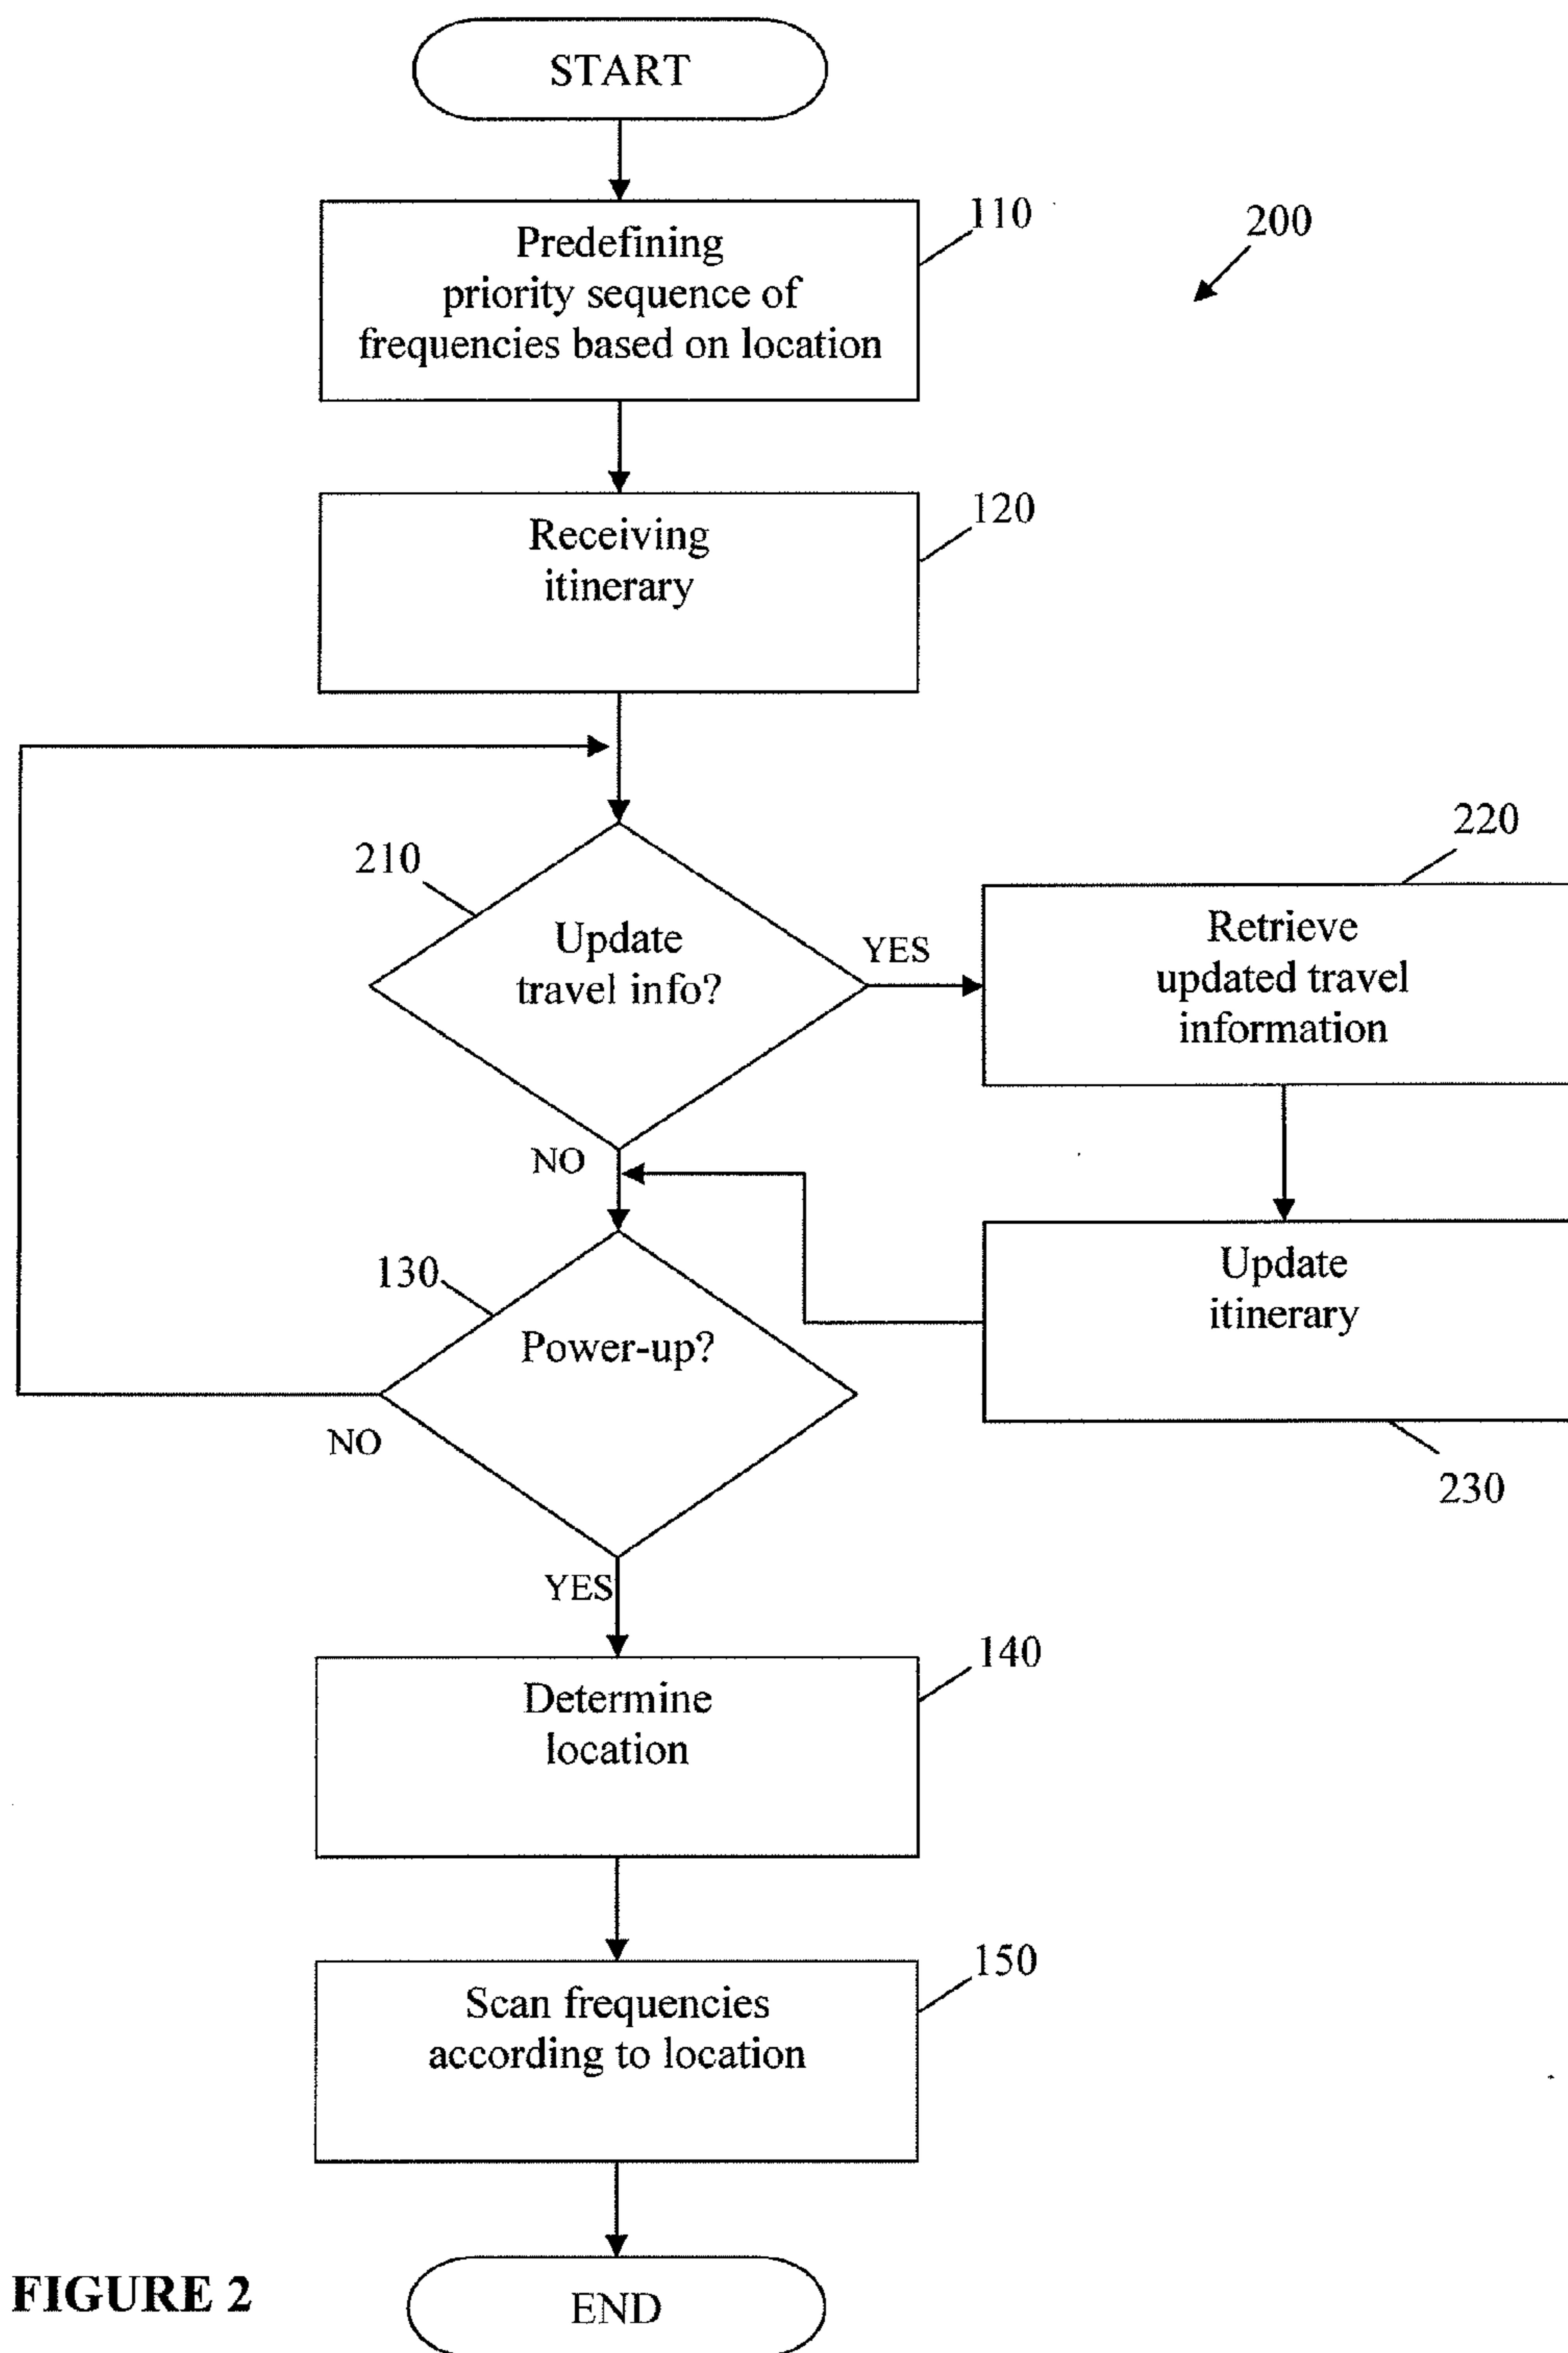 START
110
Predefining
priority sequence of
frequencies based on location
200
120
Receiving
itinerary
210
Update
travel info?
YES
220
Retrieve
updated travel
information
NO
130
Power-up?
Update
itinerary
NO
230
YES
140
Determine
location
150
Scan frequencies
according to location
FIGURE 2
END